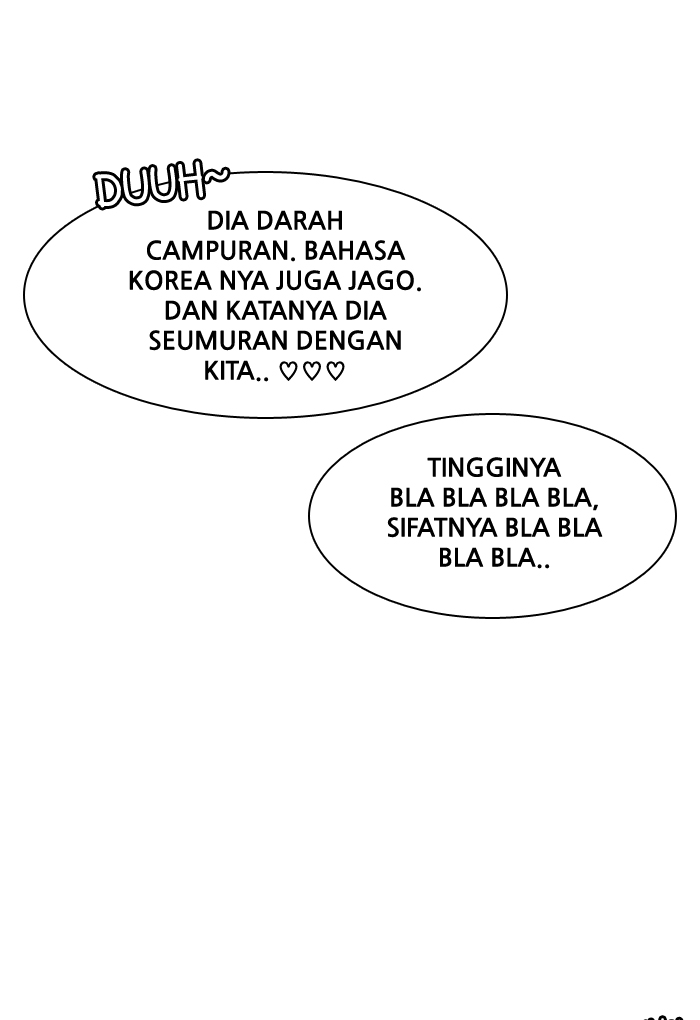 DUUH~
DIA DARAH
CAMPURAN. BAHASA
KOREA NYA JUGA JAGO.
DAN KATANYA DIA
SEUMURAN DENGAN
KITA.. ♡♡♡
TINGGINYA
BLA BLA BLA BLA,
SIFATNYA BLA BLA
BLA BLA..